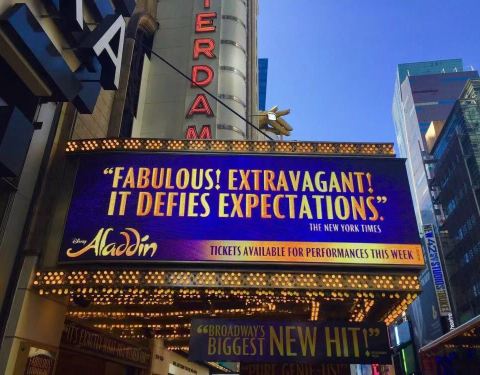 TERDAM
"FABULOUS! EXTRAVAGANT!
IT DEFIES EXPECTATIONS."
THE NEW YORK TIMES
Disney
Aladdin
TICKETS AVAILABLE FOR PERFORMANCES THIS WEEK
"BROADWAY'S
BIGGEST
NEW HIT!"